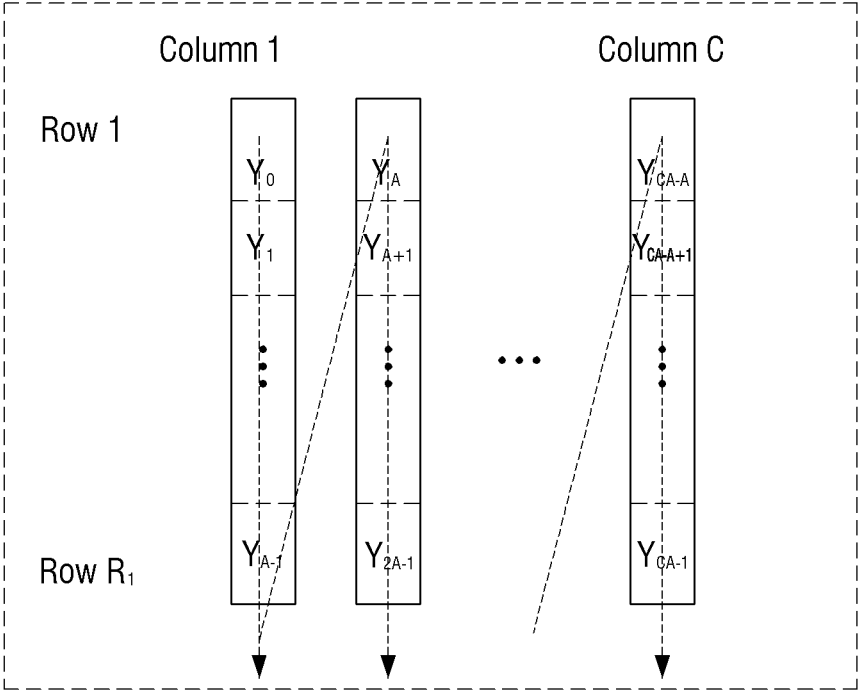 Column 1 Column C
Row 1
Y0 YA YCA-A
Y1 YA+1 YCA-A+1
Row R1
YA-1 Y2A-1 YCA-1